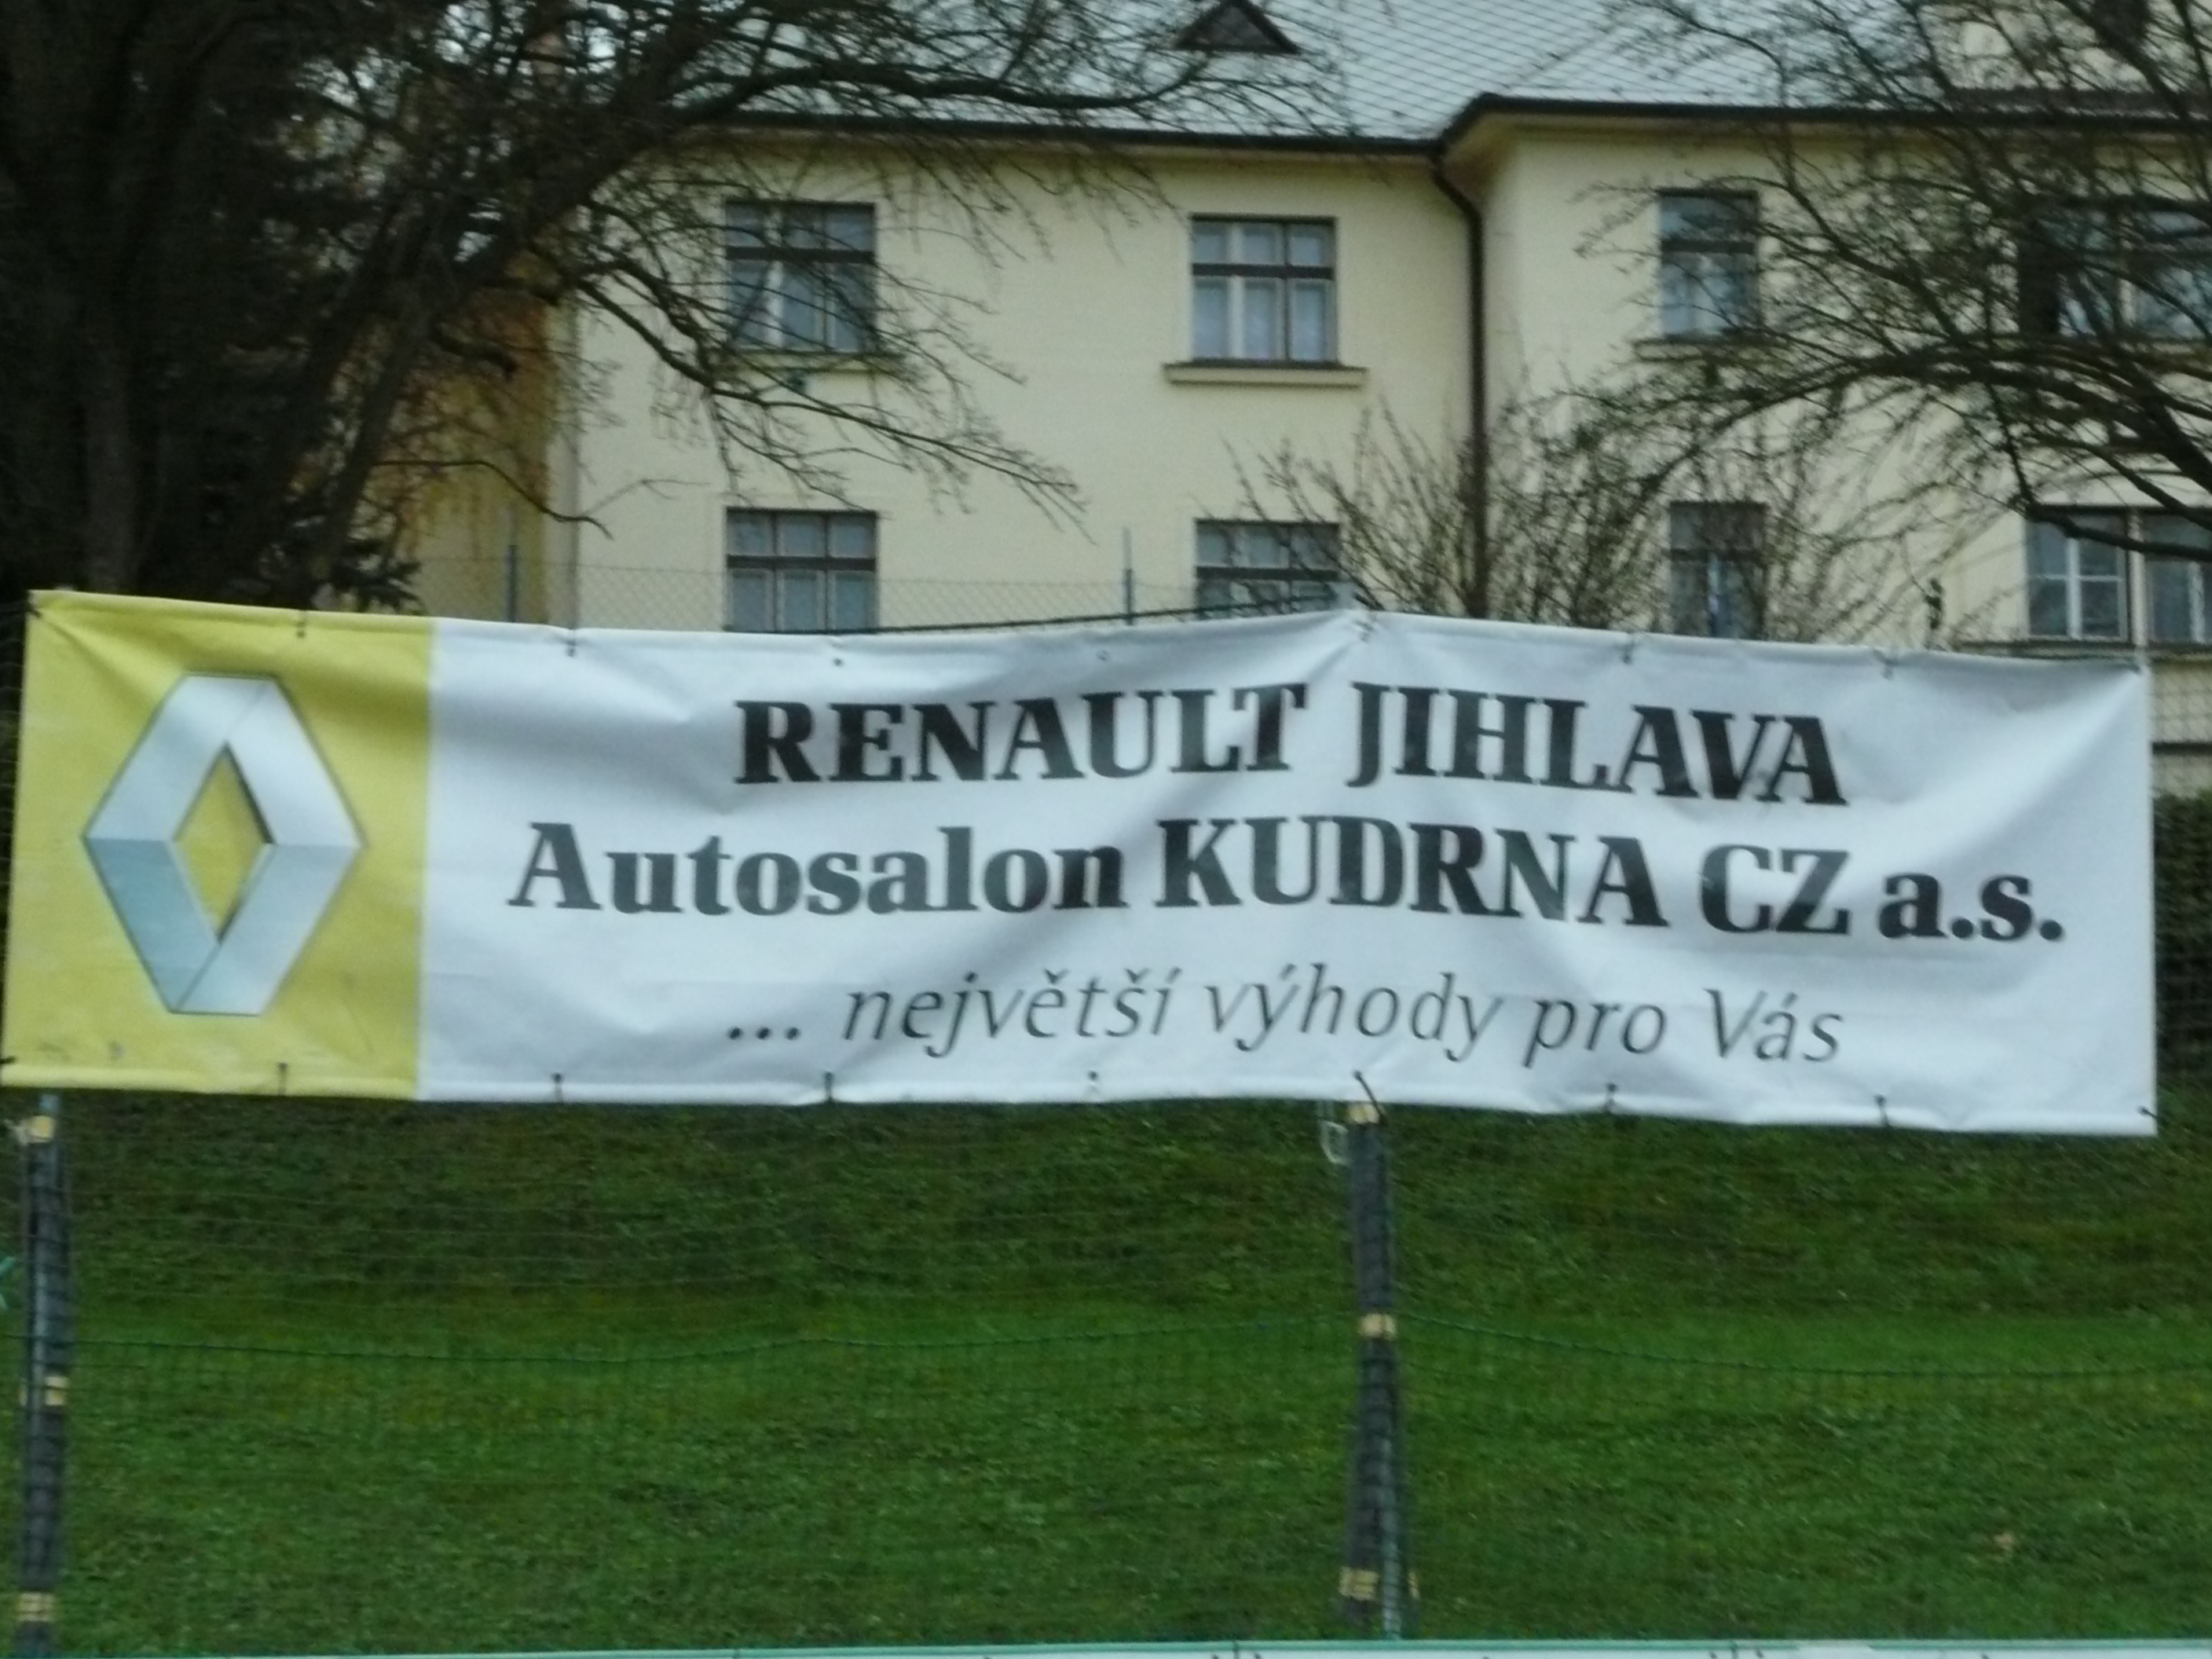 RENAULT JIHLAVA
Autosalon KUDRNA CZ a.s.
... největší výhody pro Vás